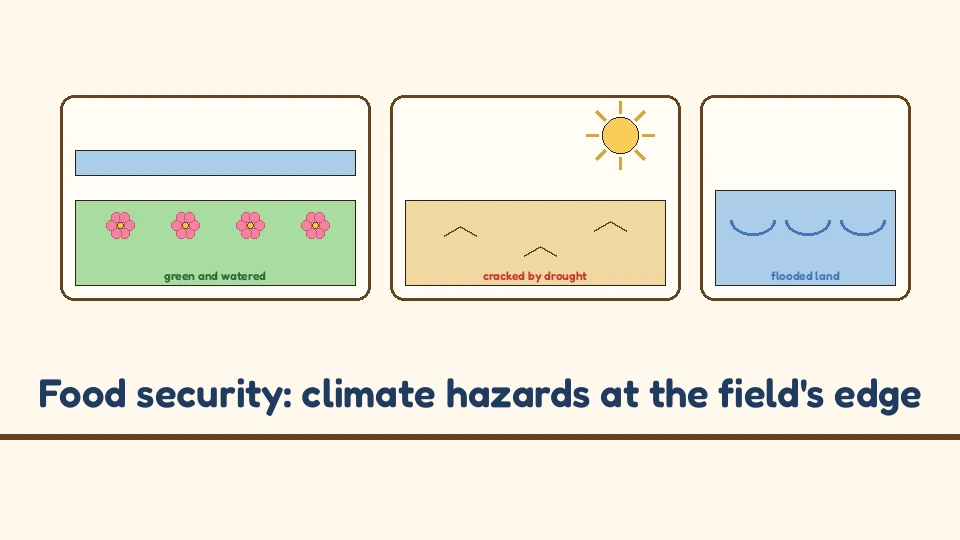 green and watered
cracked by drought
flooded land
Food security: climate hazards at the field's edge